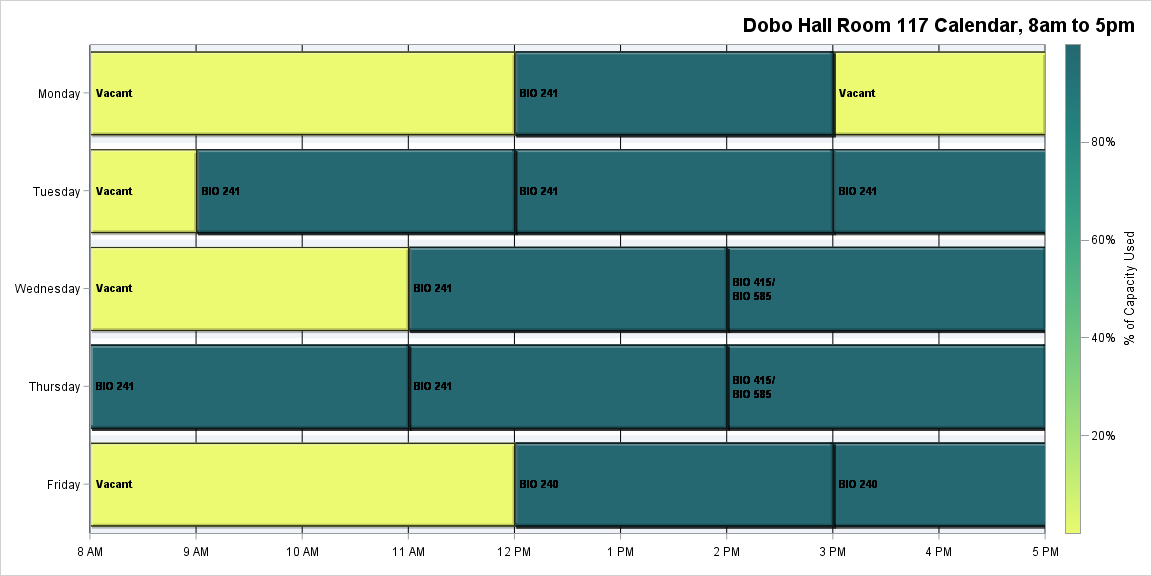 Dobo Hall Room 117 Calendar, 8am to 5pm
Monday
Vacant
BIO 241
Vacant
Tuesday
Vacant
BIO 241
BIO 241
BIO 241
Wednesday
Vacant
BIO 241
BIO 415/
BIO 585
Thursday
BIO 241
BIO 241
BIO 415/
BIO 585
Friday
Vacant
BIO 240
BIO 240
8 AM
9 AM
10 AM
11 AM
12 PM
1 PM
2 PM
3 PM
4 PM
5 PM
80%
60%
40%
20%
% of Capacity Used